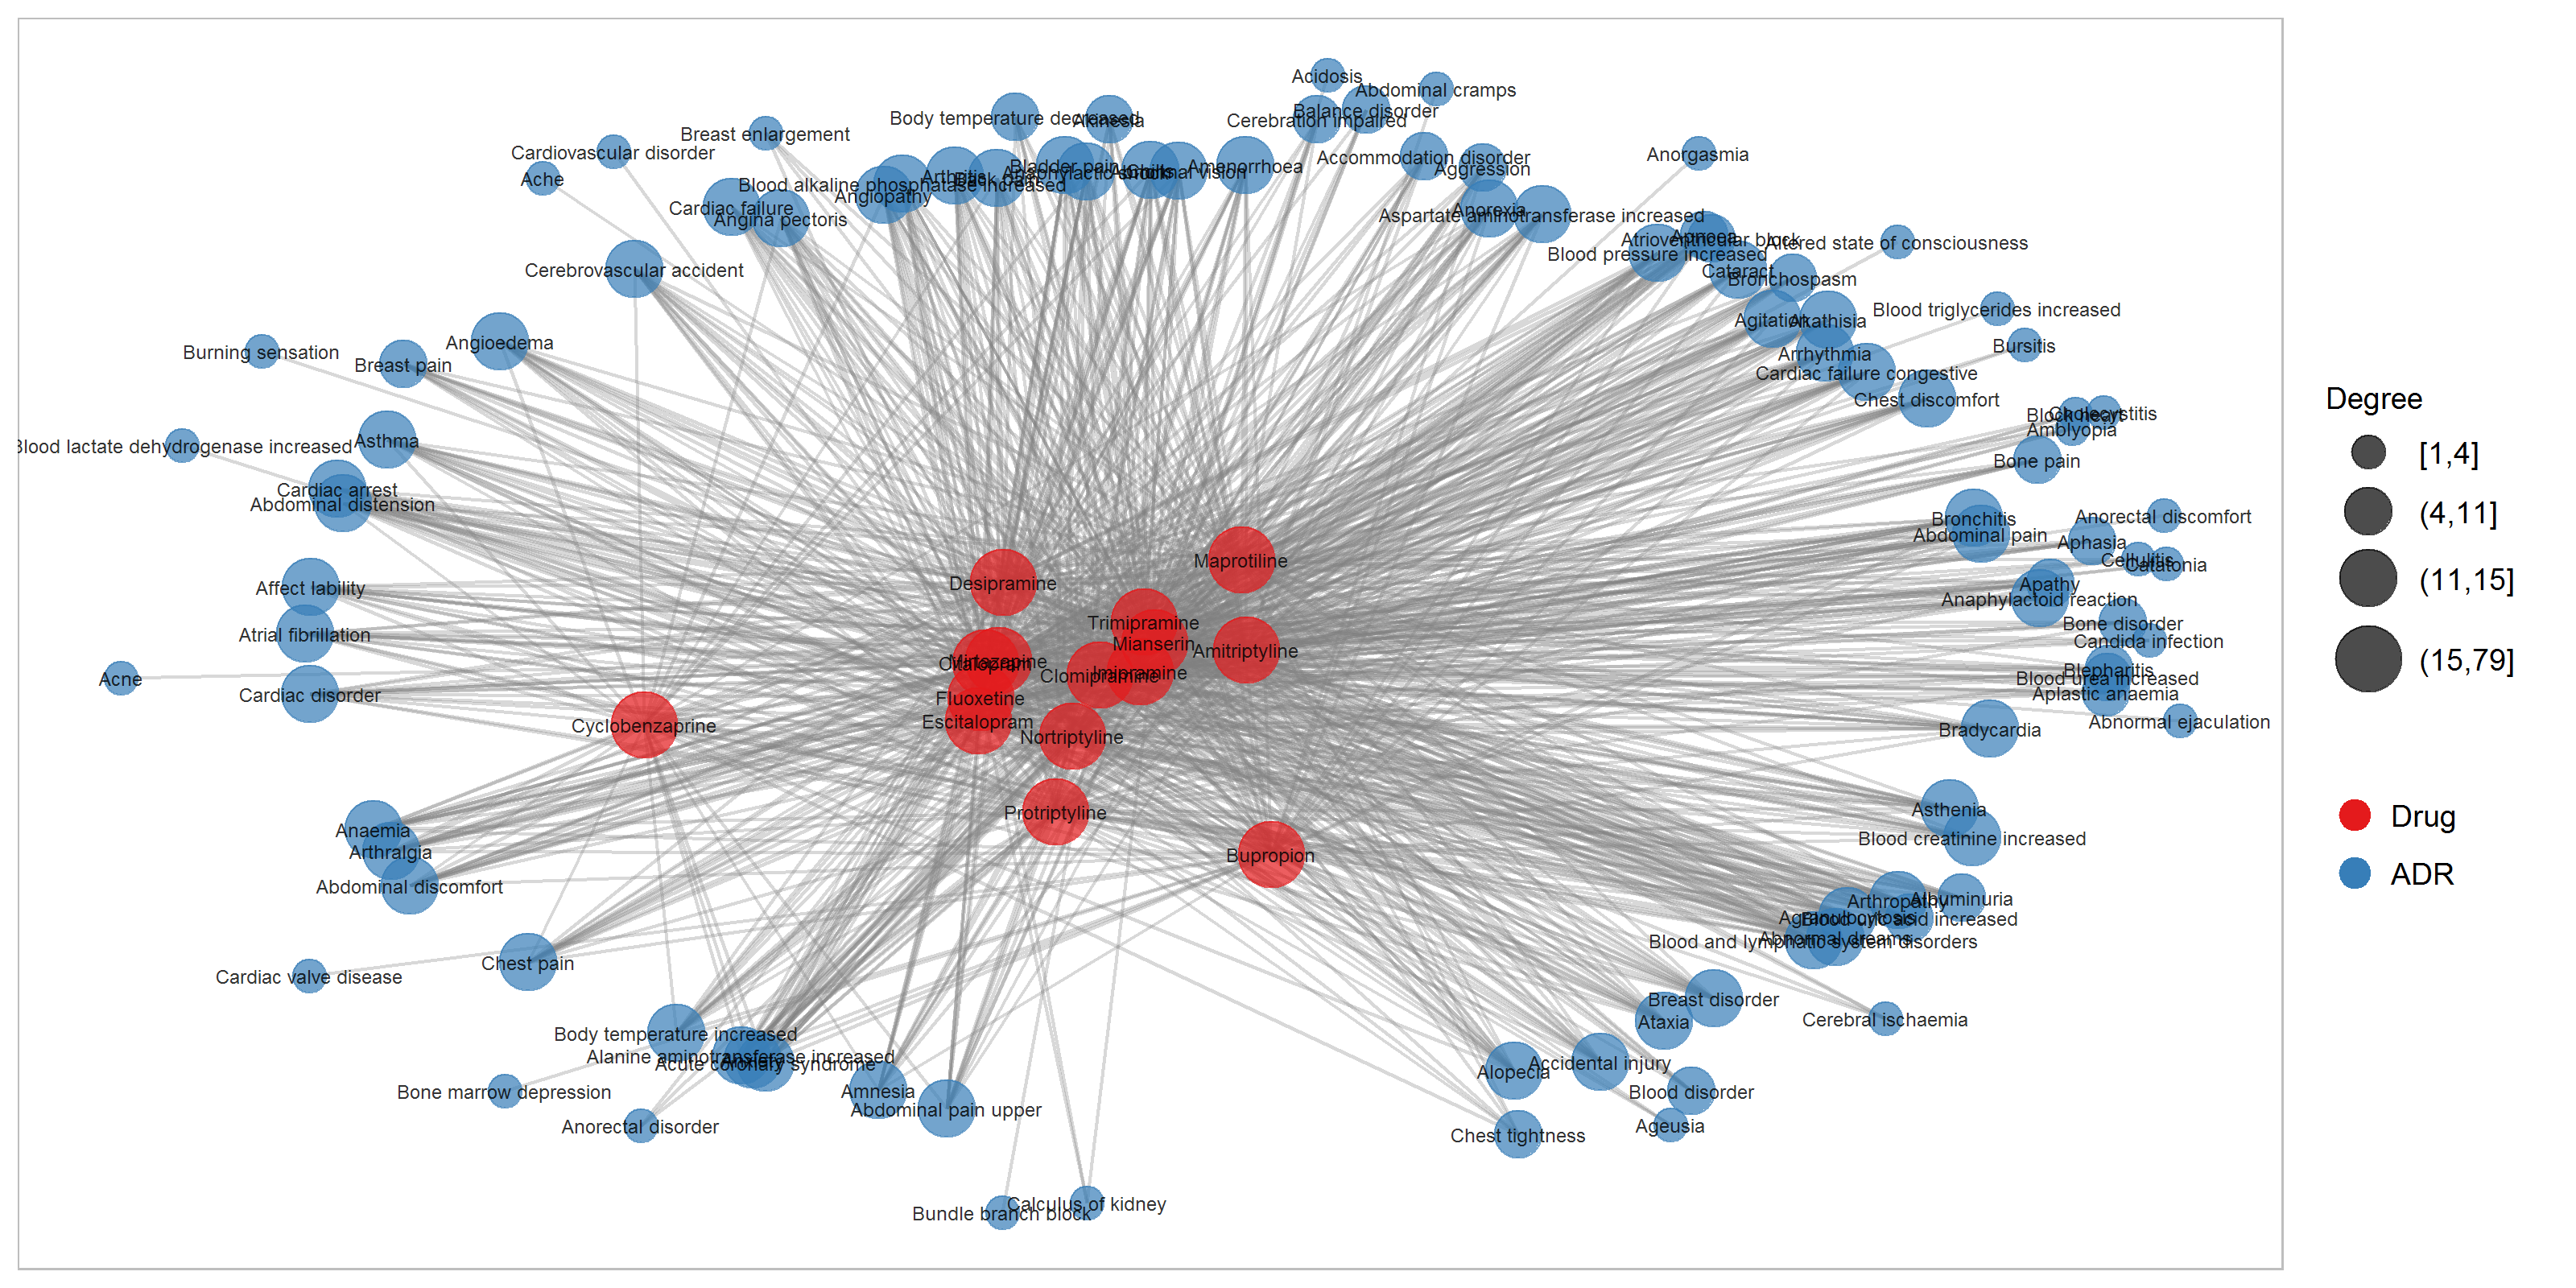 Acidosis
Abdominal cramps
Balance disorder
Cerebration impaired
Body temperature decreased
Akinesia
Breast enlargement
Cardiovascular disorder
Ache
Accommodation disorder
Aggression
Anorgasmia
Bladder pain
Amenorrhoea
Arthritis
Back pain
Anaphylactic shock
Blood alkaline phosphatase increased
Angiopathy
Cardiac failure
Angina pectoris
Anorexia
Aspartate aminotransferase increased
Apnoea
Atrioventricular block
Altered state of consciousness
Blood pressure increased
Cataract
Bronchospasm
Cerebrovascular accident
Blood triglycerides increased
Agitation
Akathisia
Angioedema
Bursitis
Burning sensation
Breast pain
Arrhythmia
Cardiac failure congestive
Chest discomfort
Block heart
Cholecystitis
Amblyopia
Blood lactate dehydrogenase increased
Asthma
Bone pain
Cardiac arrest
Abdominal distension
Bronchitis
Abdominal pain
Anorectal discomfort
Aphasia
Cellulitis
Catatonia
Maprotiline
Desipramine
Affect lability
Apathy
Anaphylactoid reaction
Trimipramine
Bone disorder
Atrial fibrillation
Mianserin
Amitriptyline
Candida infection
Mirtazapine
Citalopram
Clomipramine
Imipramine
Blepharitis
Blood urea increased
Acne
Cardiac disorder
Aplastic anaemia
Fluoxetine
Escitalopram
Abnormal ejaculation
Cyclobenzaprine
Nortriptyline
Bradycardia
Protriptyline
Asthenia
Anaemia
Arthralgia
Blood creatinine increased
Bupropion
Abdominal discomfort
Arthropathy
Albuminuria
Agranulocytosis
Blood uric acid increased
Abnormal dreams
Blood and lymphatic system disorders
Chest pain
Cardiac valve disease
Breast disorder
Ataxia
Cerebral ischaemia
Body temperature increased
Alanine aminotransferase increased
Anxiety
Acute coronary syndrome
Accidental injury
Alopecia
Bone marrow depression
Amnesia
Blood disorder
Abdominal pain upper
Anorectal disorder
Ageusia
Chest tightness
Calculus of kidney
Bundle branch block
Degree
[1,4]
(4,11]
(11,15]
(15,79]
Drug
ADR